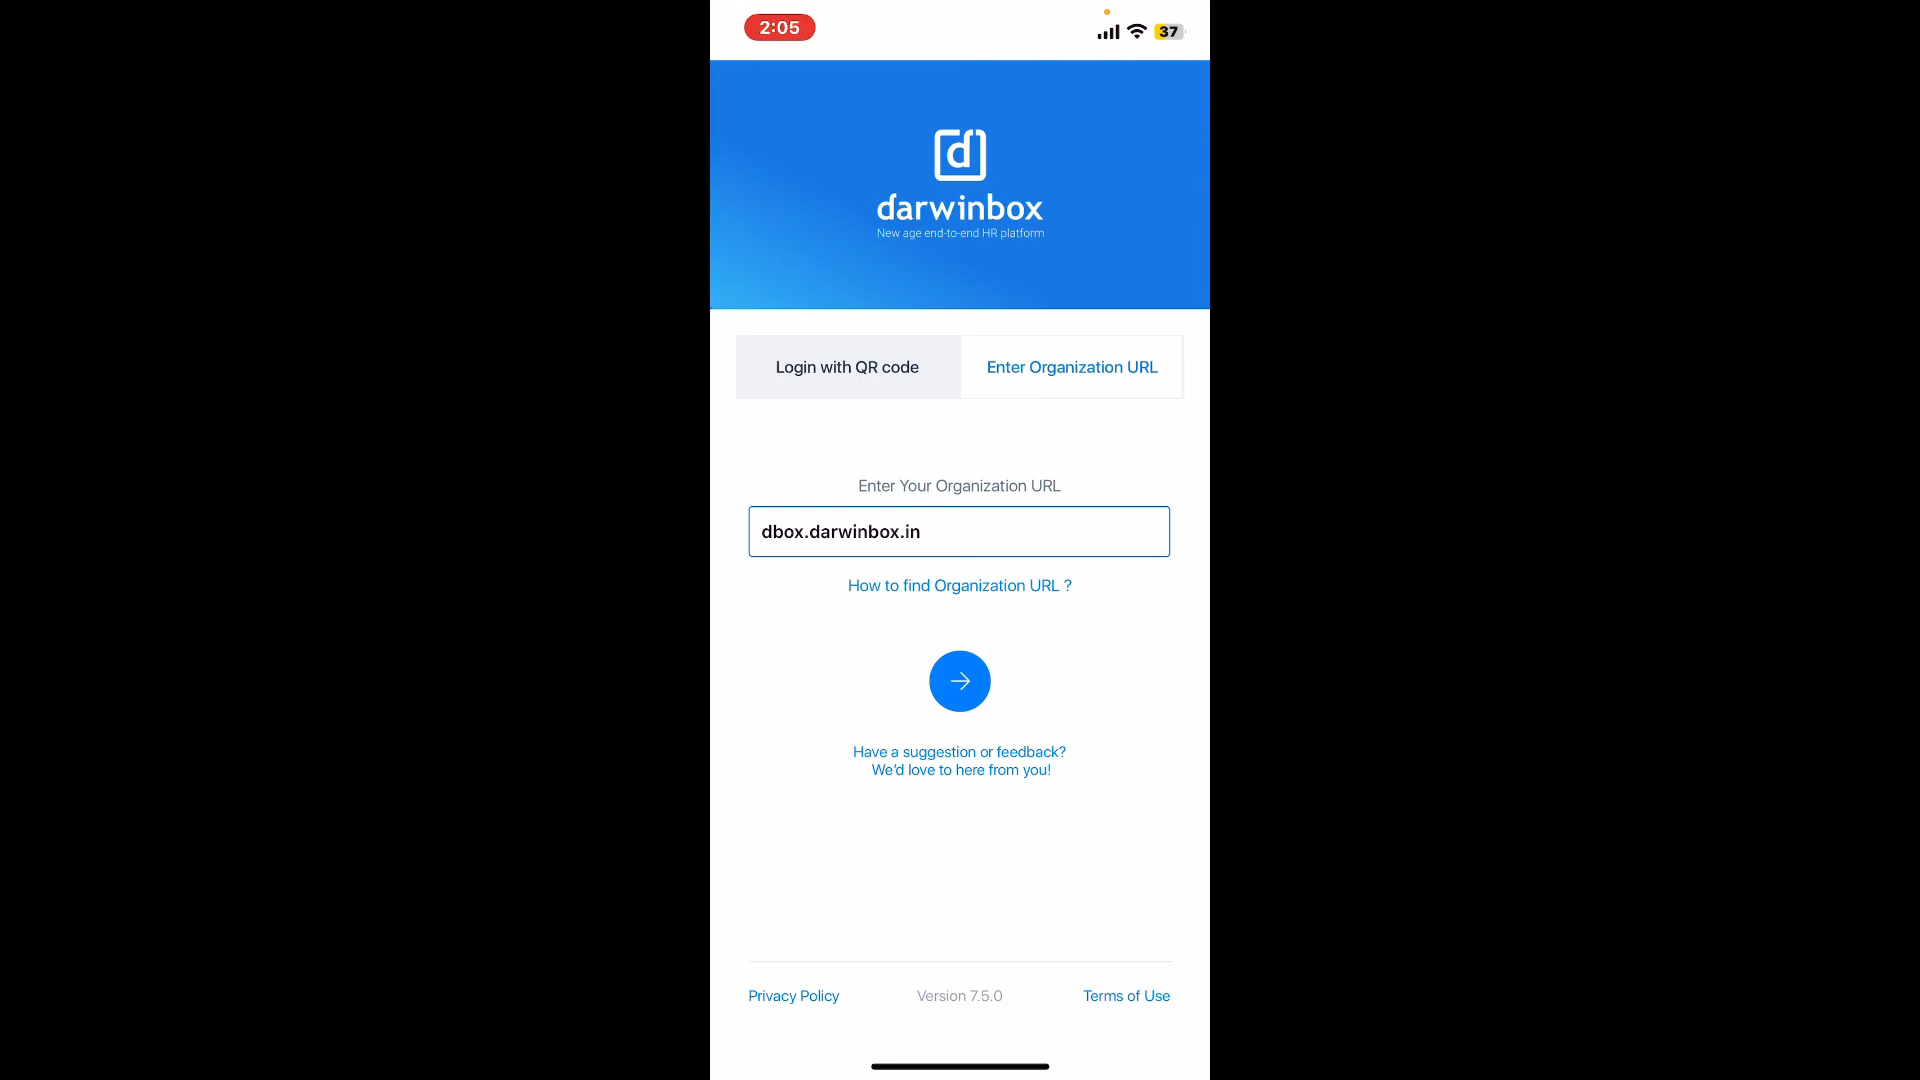 2:05
37
d
darwinbox
New age end-to-end HR platform
Login with QR code
Enter Organization URL
Enter Your Organization URL
dbox.darwinbox.in
How to find Organization URL ?
Have a suggestion or feedback?
We'd love to here from you!
Privacy Policy
Version 7.5.0
Terms of Use